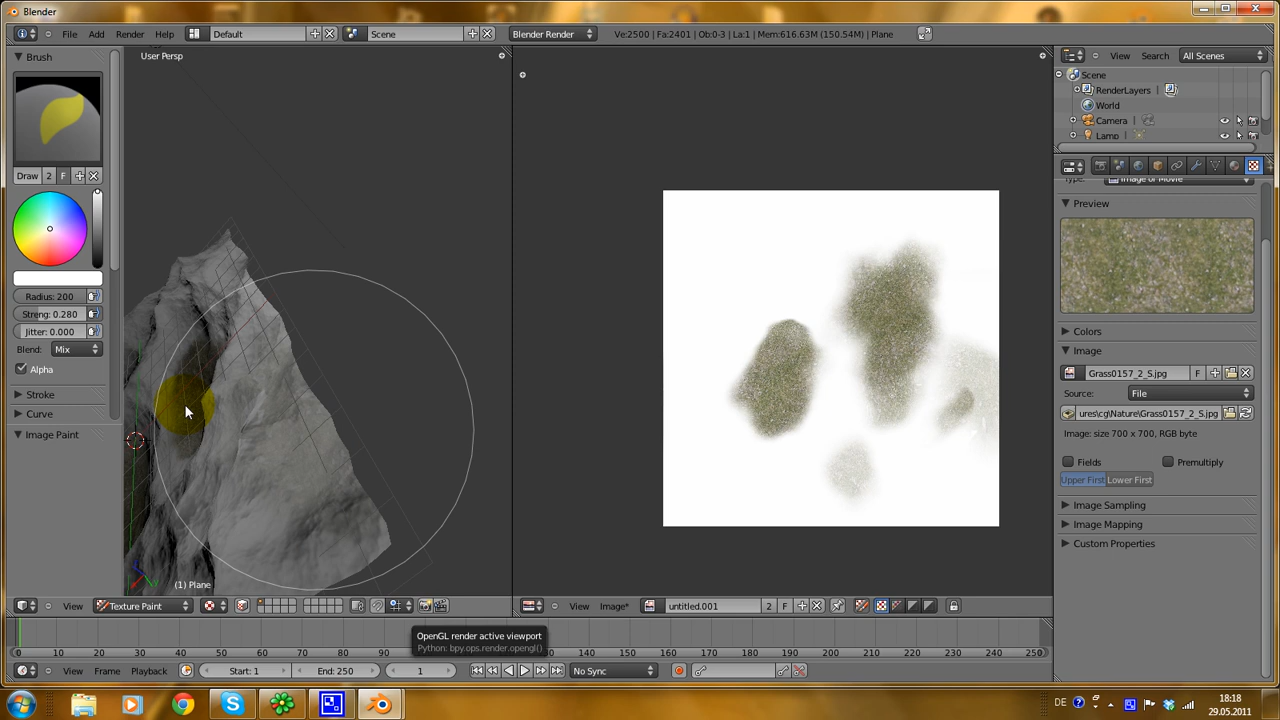 Blender
File Add Render Help Default Scene Blender Render Ve:2500 | Fa:2401 | Ob:0-3 | La:1 | Mem:616.63M (150.54M) | Plane
Brush
User Persp
View Search All Scenes
Scene
RenderLayers
World
Camera
Lamp
Draw 2 F
Preview
Radius: 200
Streng: 0.280
Jitter: 0.000
Blend: Mix
Alpha
Stroke
Curve
Image Paint
Colors
Image
Grass0157_2_S.jpg F
Source: File
ures\cg\Nature\Grass0157_2_S.jpg
Image: size 700 x 700, RGB byte
Fields Premultiply
Upper First Lower First
Image Sampling
Image Mapping
Custom Properties
(1) Plane
View Texture Paint
View Image* untitled.001 2 F
OpenGL render active viewport
Python: bpy.ops.render.opengl()
0 10 20 30 40 50 60 70 80 90 140 150 160 170 180 190 200 210 220 230 240 250
View Frame Playback Start: 1 End: 250 1 No Sync
DE
18:18
29.05.2011